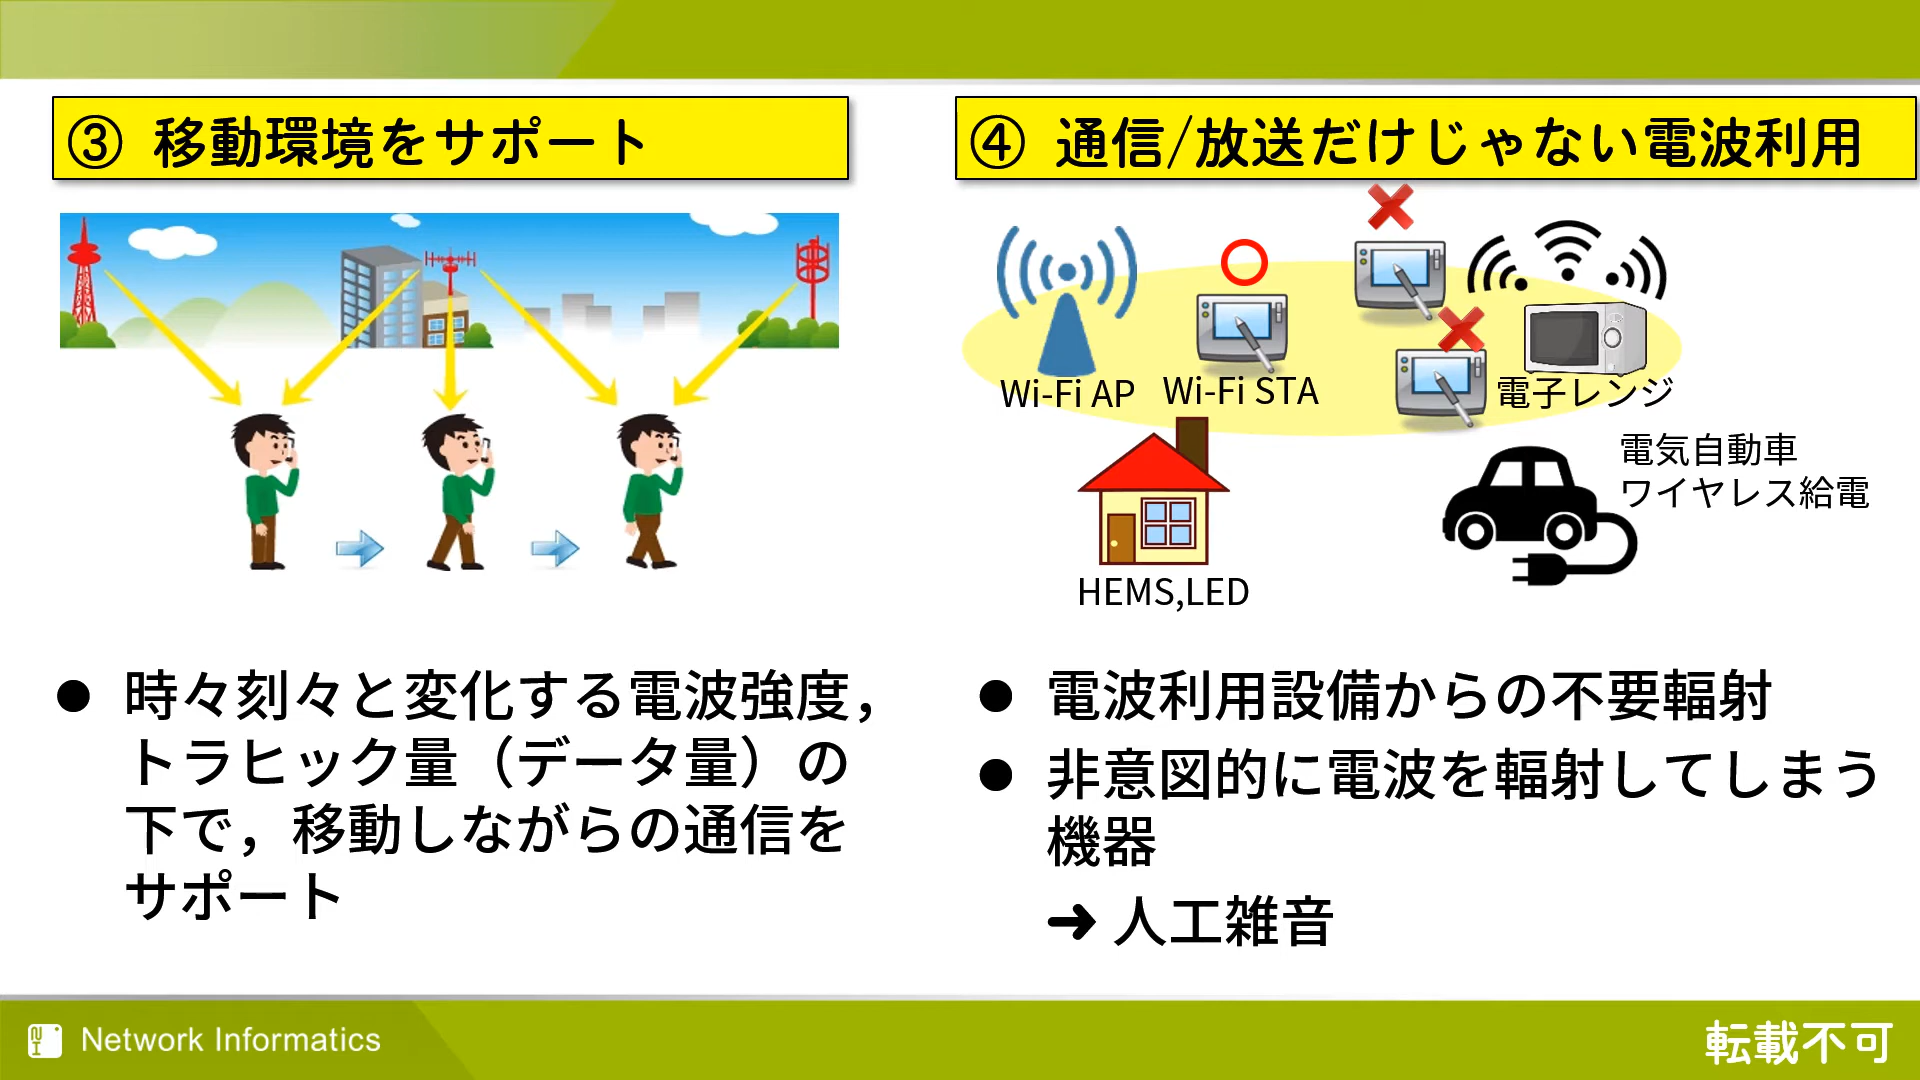 ③ 移動環境をサポート
時々刻々と変化する電波強度，
トラヒック量（データ量）の
下で，移動しながらの通信を
サポート
④ 通信/放送だけじゃない電波利用
Wi-Fi AP
Wi-Fi STA
電子レンジ
HEMS,LED
電気自動車
ワイヤレス給電
● 電波利用設備からの不要輻射
● 非意図的に電波を輻射してしまう
機器
➜ 人工雑音
NI
Network Informatics
転載不可